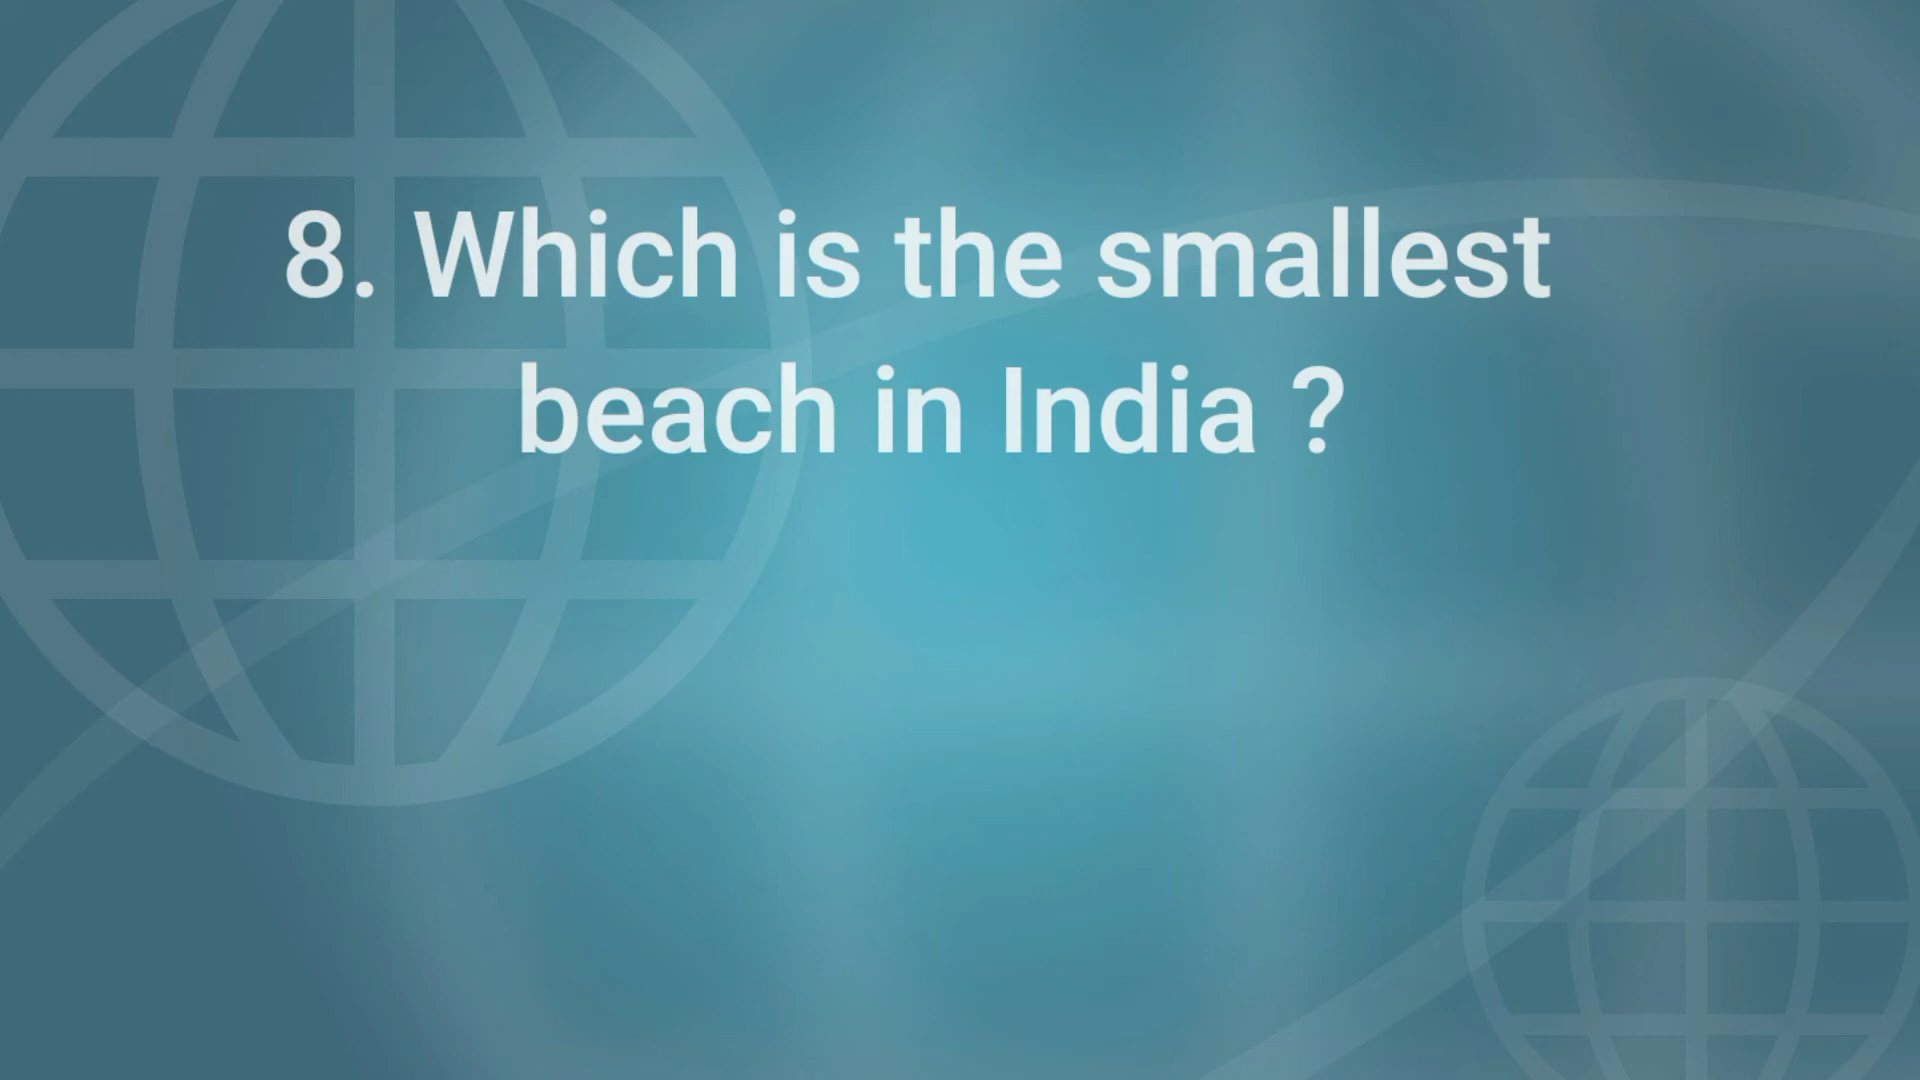 8. Which is the smallest
beach in India ?